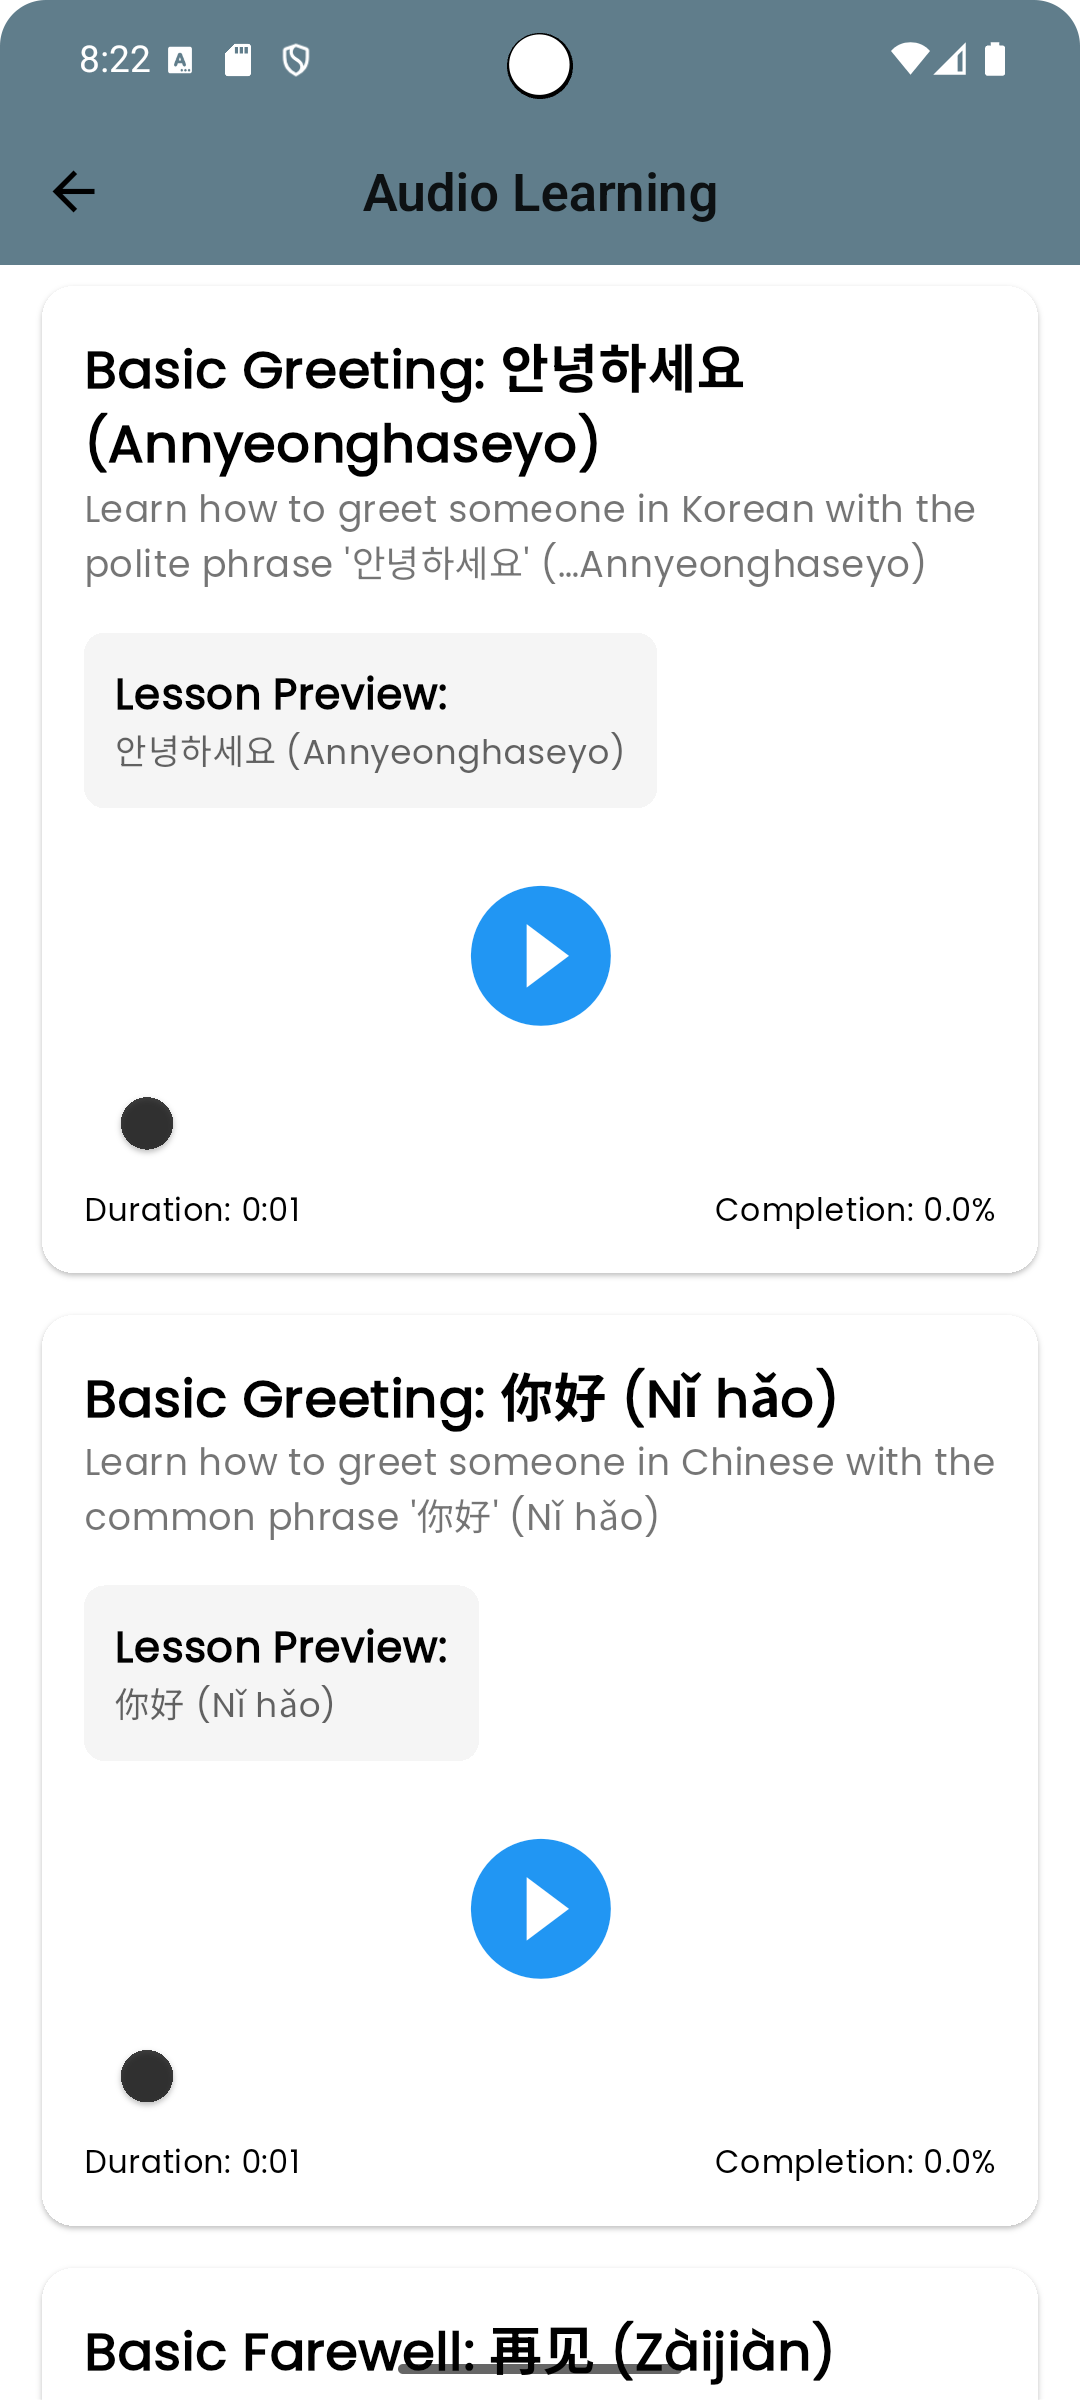 8:22
Audio Learning
Basic Greeting: 안녕하세요
(Annyeonghaseyo)
Learn how to greet someone in Korean with the
polite phrase '안녕하세요' (...Annyeonghaseyo)
Lesson Preview:
안녕하세요 (Annyeonghaseyo)
Duration: 0:01
Completion: 0.0%
Basic Greeting: 你好 (Nǐ hǎo)
Learn how to greet someone in Chinese with the
common phrase '你好' (Nǐ hǎo)
Lesson Preview:
你好 (Nǐ hǎo)
Duration: 0:01
Completion: 0.0%
Basic Farewell: 再见 (Zàijiàn)